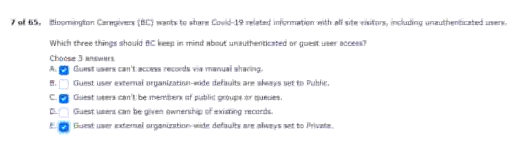 7 of 65. Bloomington Caregivers (BC) wants to share Covid-19 related information with all site visitors, including unauthenticated users.
Which three things should BC keep in mind about unauthenticated or guest user access?
Choose 3 answers
A. Guest users can't access records via manual sharing.
B. Guest user external organization-wide defaults are always set to Public.
C. Guest users can't be members of public groups or queues.
D. Guest users can be given ownership of existing records.
E. Guest user external organization-wide defaults are always set to Private.